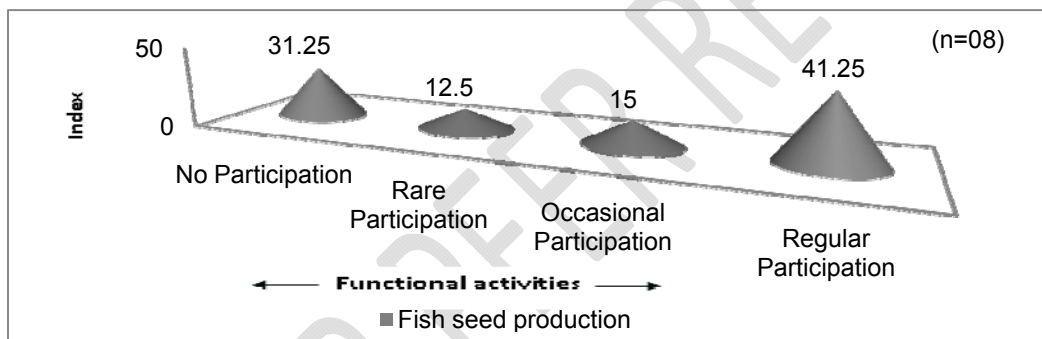 (n=08)
50
0
Index
31.25
12.5
15
41.25
No Participation
Rare
Participation
Occasional
Participation
Regular
Participation
Functional activities
Fish seed production